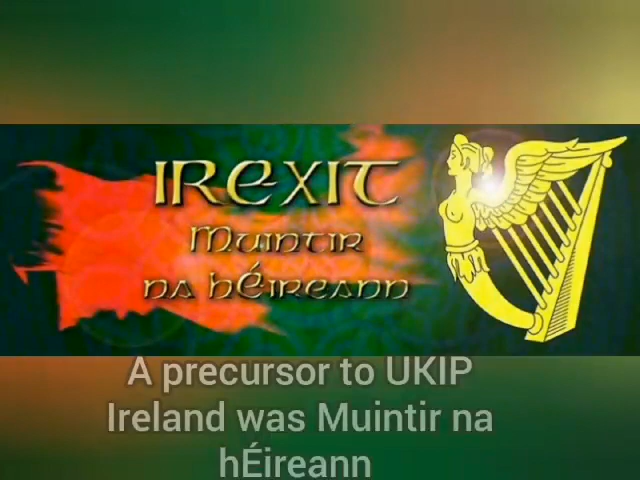 IREXIT
Muintir
na hÉireann
A precursor to UKIP
Ireland was Muintir na
hÉireann